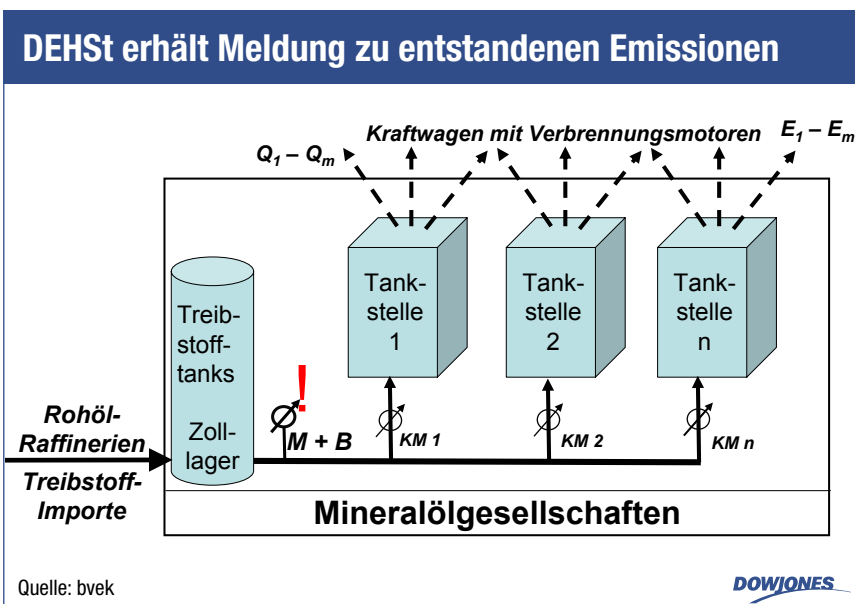 DEHSt erhält Meldung zu entstandenen Emissionen
Kraftwagen mit Verbrennungsmotoren
E₁ – Eₘ
Q₁ – Qₘ
Treib-
stoff-
tanks
Zoll-
lager
Tank-
stelle
1
Tank-
stelle
2
Tank-
stelle
n
!
M + B
KM 1
KM 2
KM n
Rohöl-
Raffinerien
Treibstoff-
Importe
Mineralölgesellschaften
Quelle: bvek
DOWJONES